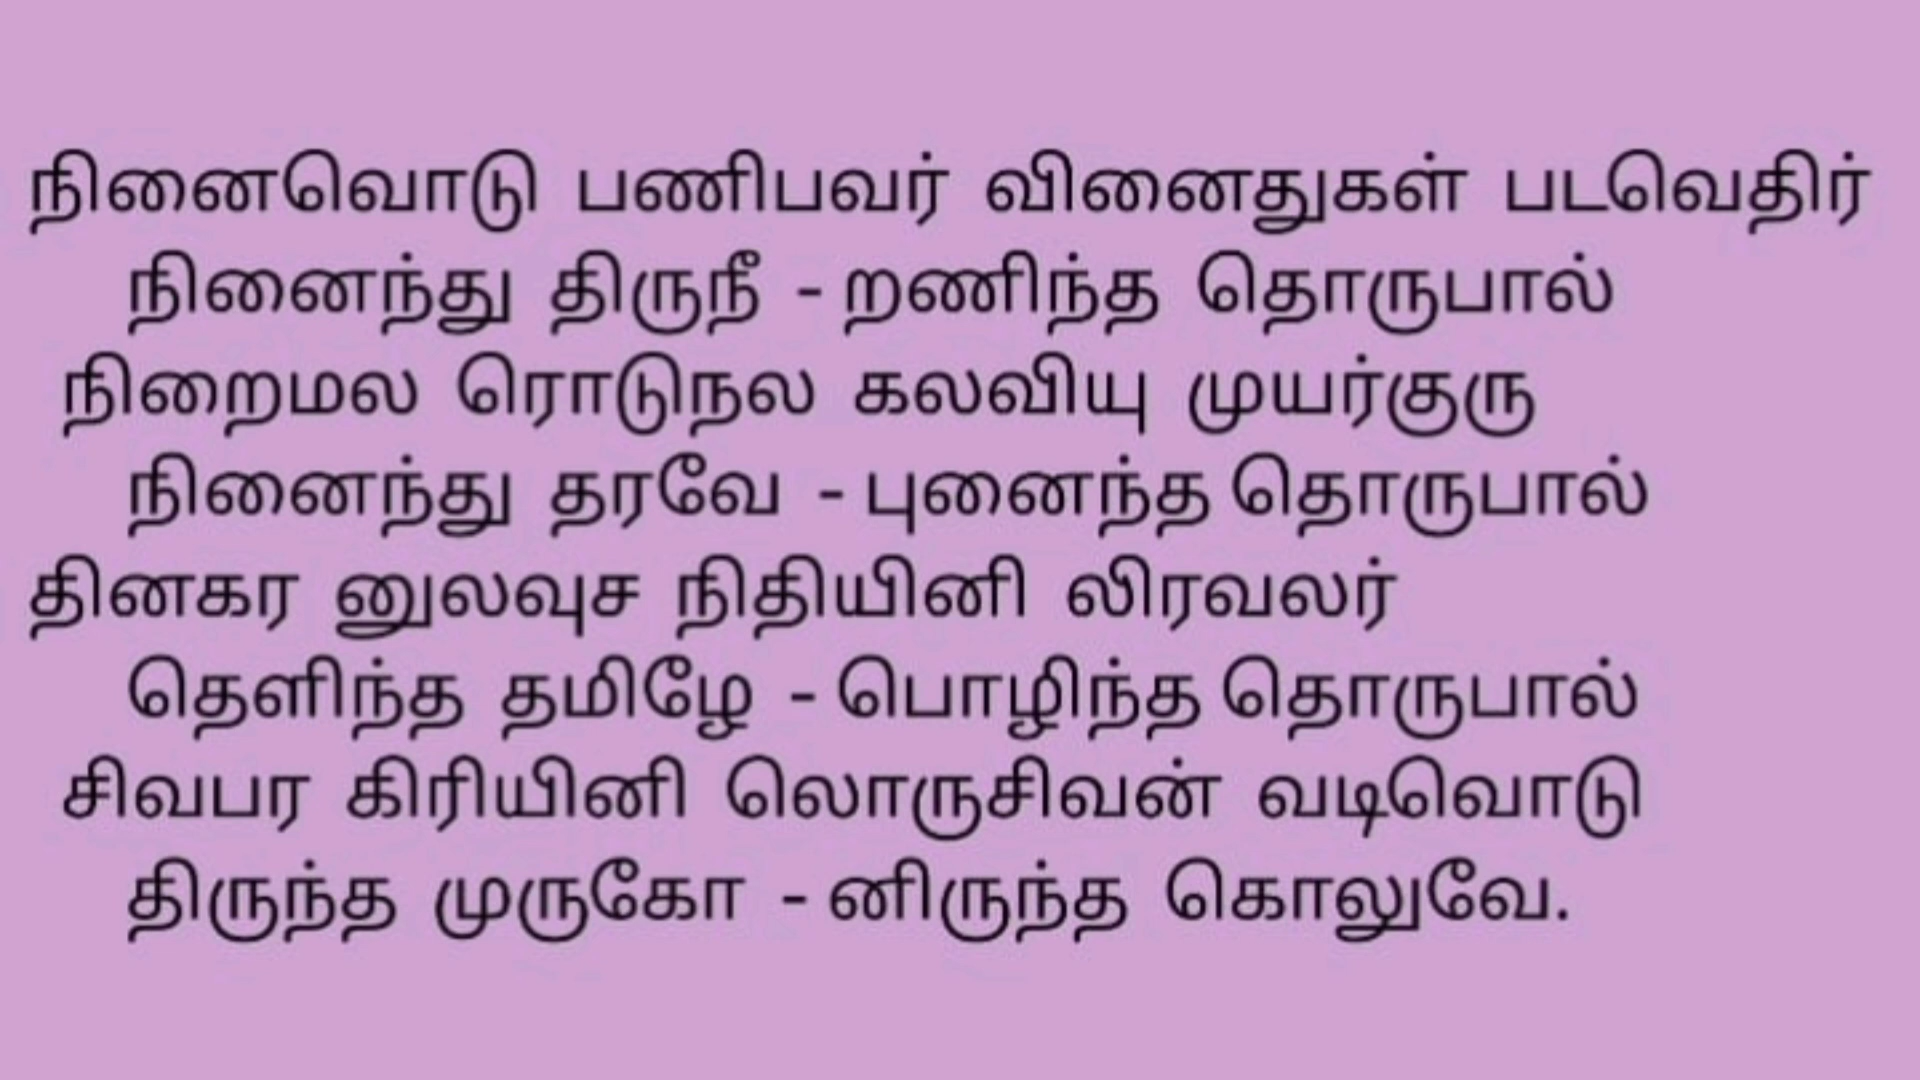 நினைவொடு பணிபவர் வினைதுகள் படவெதிர்
நினைந்து திருநீ - றணிந்த தொருபால்
நிறைமல ரொடுநல கலவியு முயர்குரு
நினைந்து தரவே - புனைந்த தொருபால்
தினகர னுலவுச நிதியினி லிரவலர்
தெளிந்த தமிழே - பொழிந்த தொருபால்
சிவபர கிரியினி லொருசிவன் வடிவொடு
திருந்த முருகோ - னிருந்த கொலுவே.